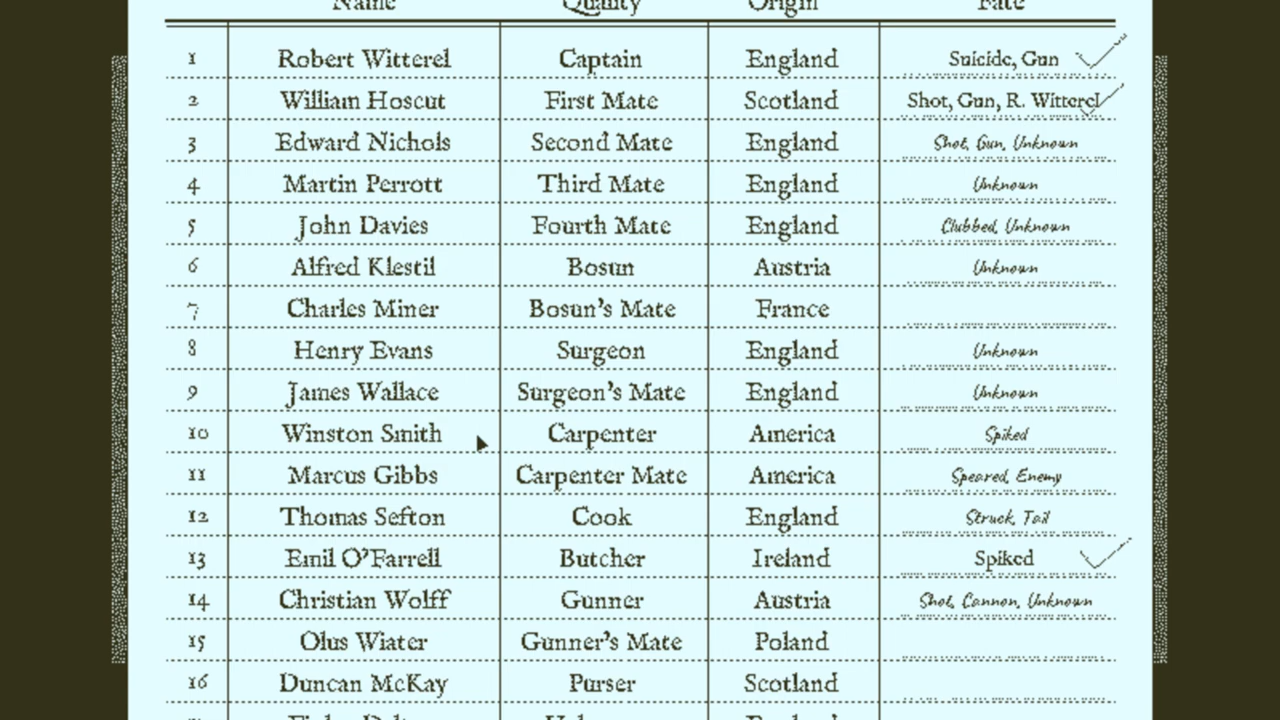 Name Quality Origin Fate
1 Robert Witterel Captain England Suicide, Gun
2 William Hoscut First Mate Scotland Shot, Gun, R. Witterel
3 Edward Nichols Second Mate England Shot, Gun, Unknown
4 Martin Perrott Third Mate England Unknown
5 John Davies Fourth Mate England Clubbed, Unknown
6 Alfred Klestil Bosun Austria Unknown
7 Charles Miner Bosun's Mate France
8 Henry Evans Surgeon England Unknown
9 James Wallace Surgeon's Mate England Unknown
10 Winston Smith Carpenter America Spiked
11 Marcus Gibbs Carpenter Mate America Speared, Enemy
12 Thomas Sefton Cook England Struck, Tail
13 Emil O'Farrell Butcher Ireland Spiked
14 Christian Wolff Gunner Austria Shot, Cannon, Unknown
15 Olus Wiater Gunner's Mate Poland
16 Duncan McKay Purser Scotland